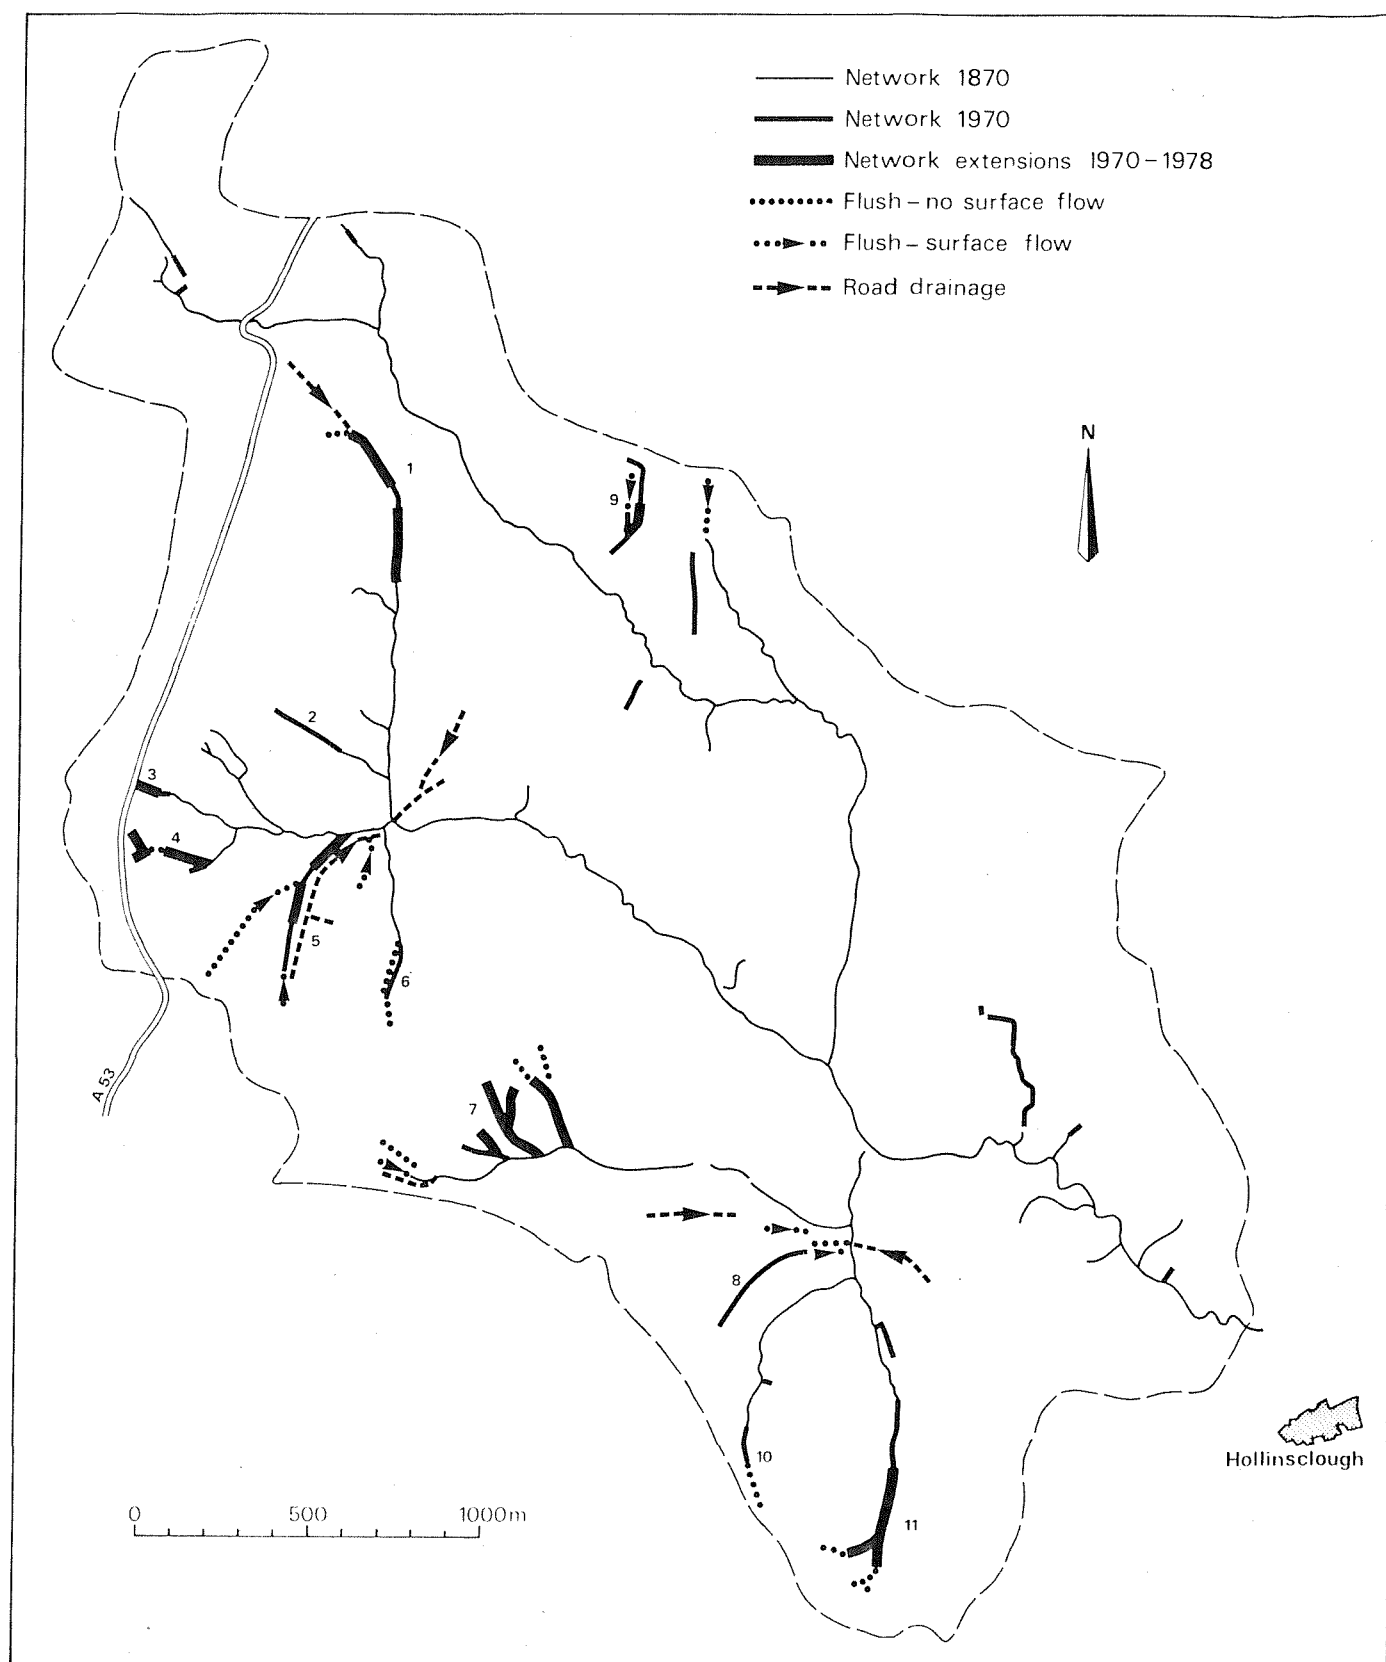 Network 1870
Network 1970
Network extensions 1970-1978
Flush - no surface flow
Flush - surface flow
Road drainage
N
1
9
2
3
4
5
6
A 53
7
8
10
11
Hollinsclough
0 500 1000m